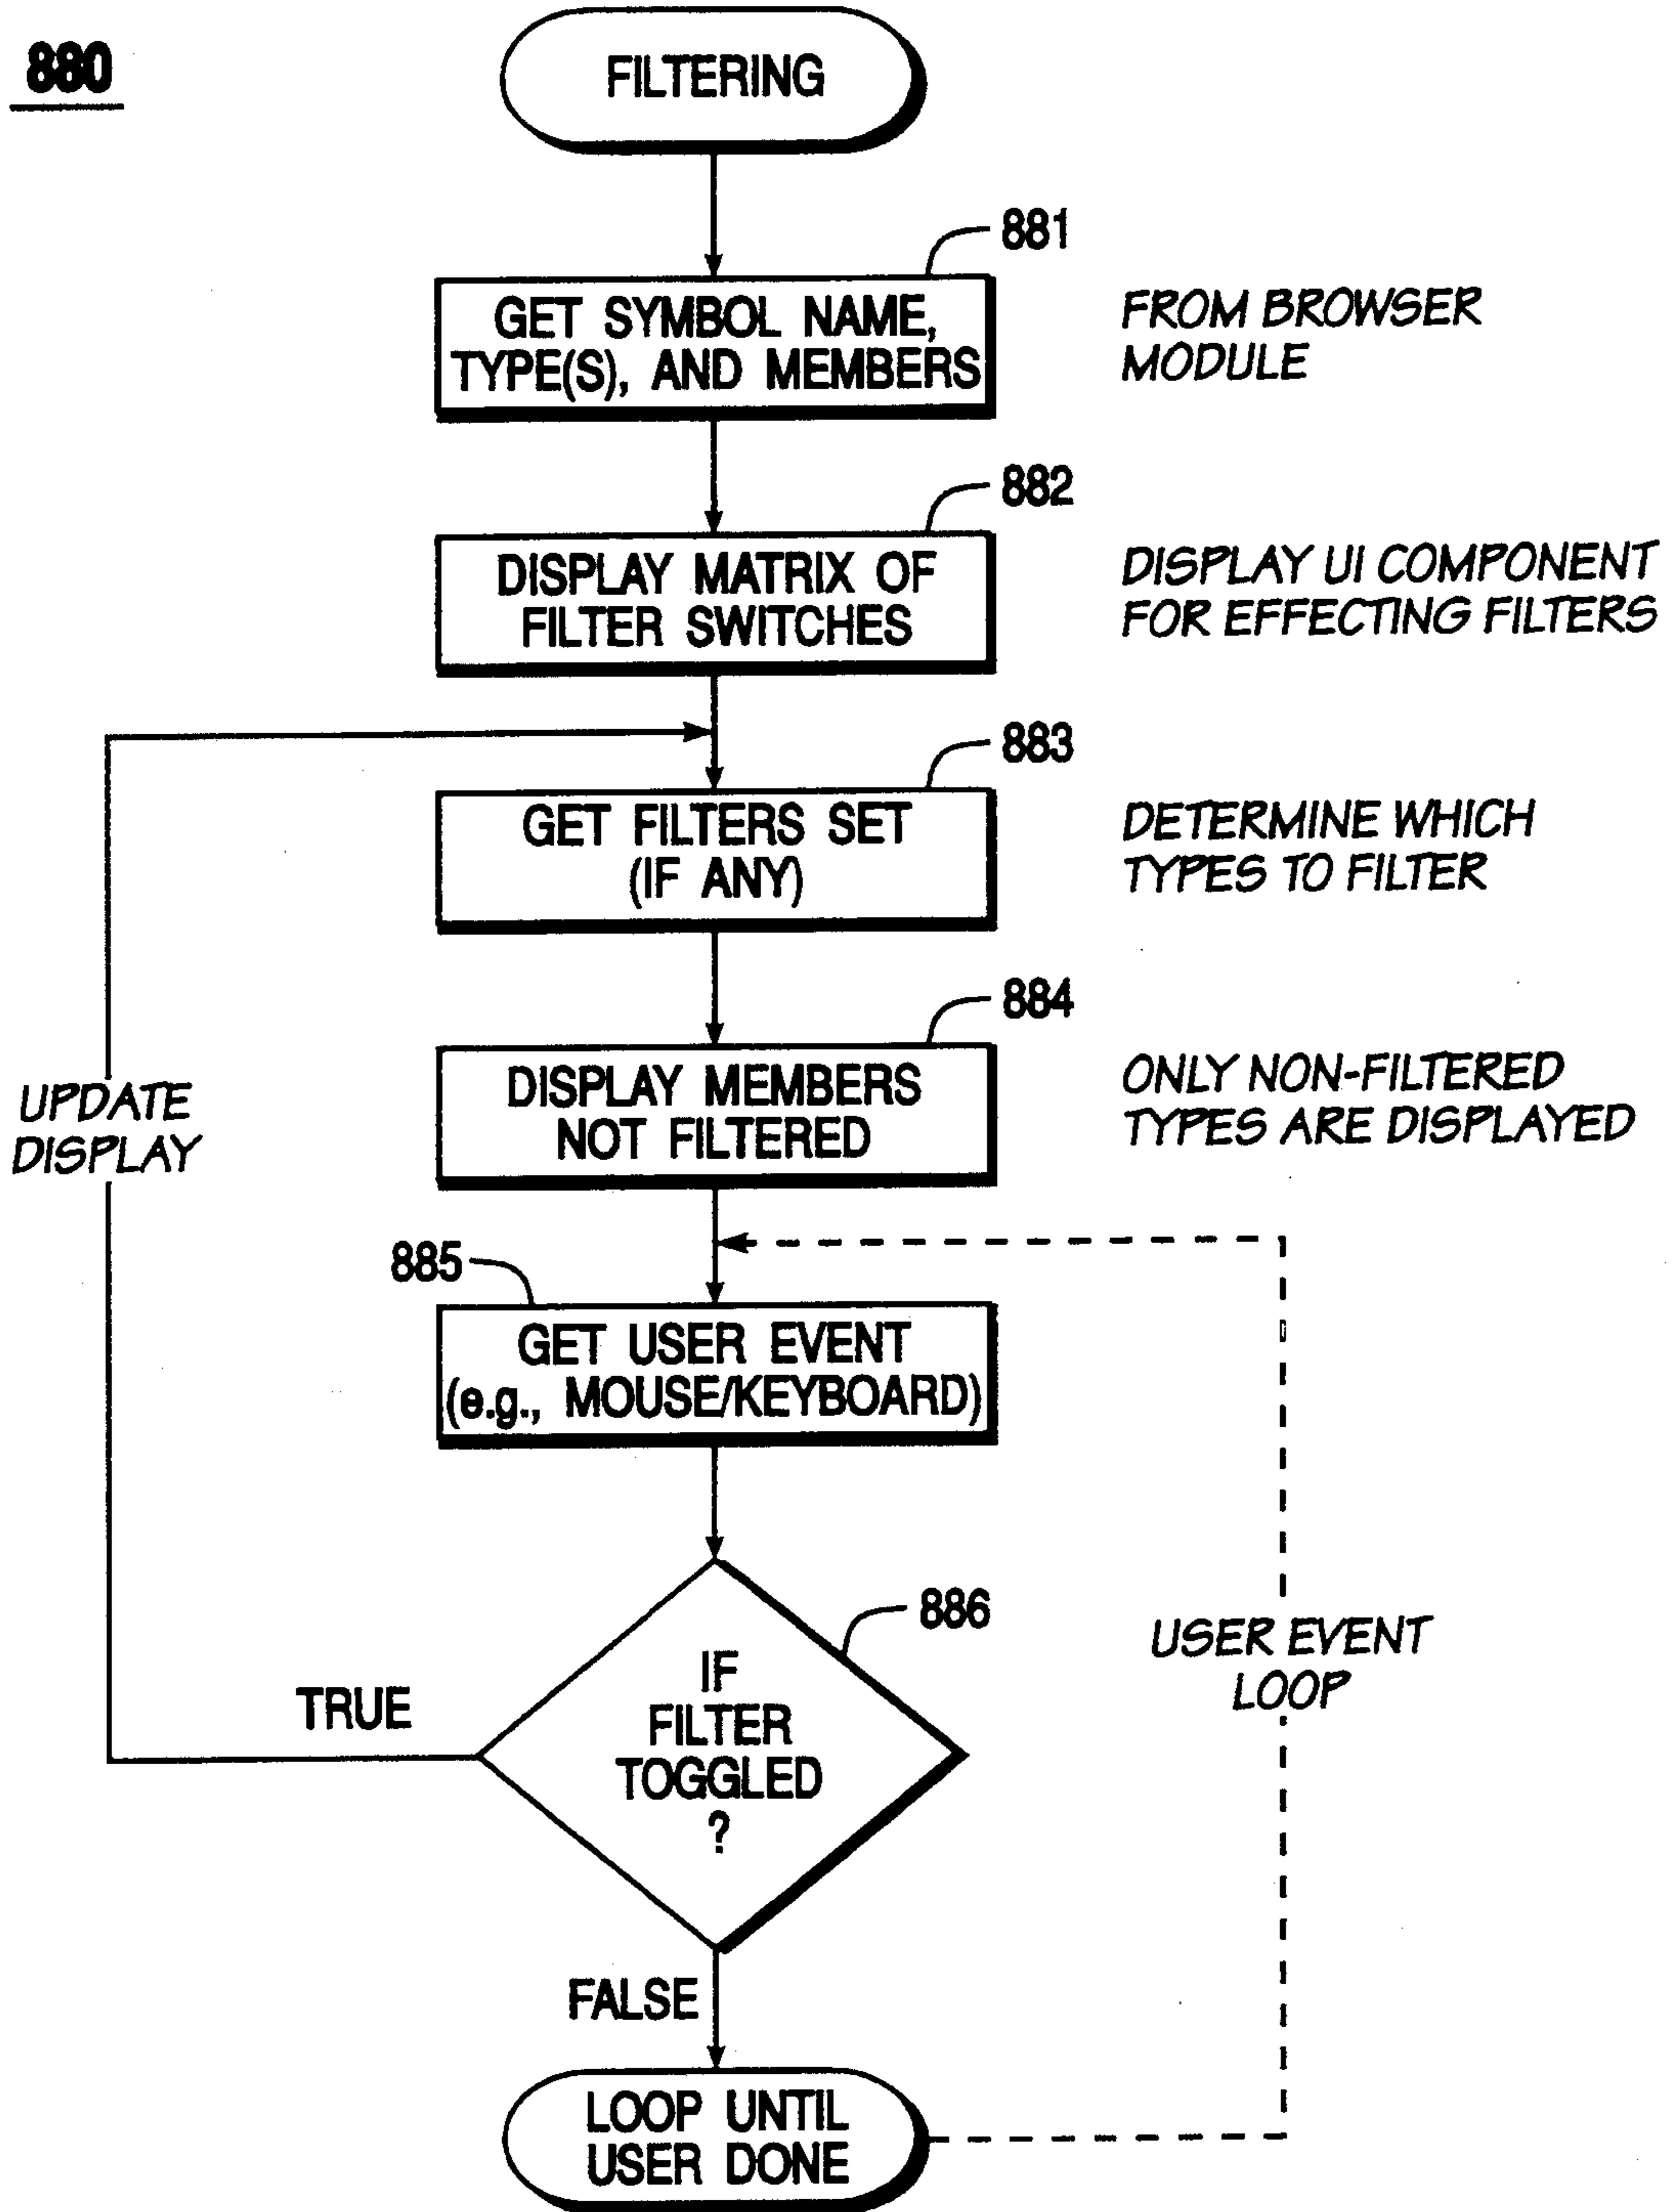 880
FILTERING
881
GET SYMBOL NAME,
TYPE(S), AND MEMBERS
FROM BROWSER
MODULE
882
DISPLAY MATRIX OF
FILTER SWITCHES
DISPLAY UI COMPONENT
FOR EFFECTING FILTERS
883
GET FILTERS SET
(IF ANY)
DETERMINE WHICH
TYPES TO FILTER
884
DISPLAY MEMBERS
NOT FILTERED
ONLY NON-FILTERED
TYPES ARE DISPLAYED
UPDATE
DISPLAY
885
GET USER EVENT
(e.g., MOUSE/KEYBOARD)
886
IF
FILTER
TOGGLED
?
TRUE
USER EVENT
LOOP
FALSE
LOOP UNTIL
USER DONE